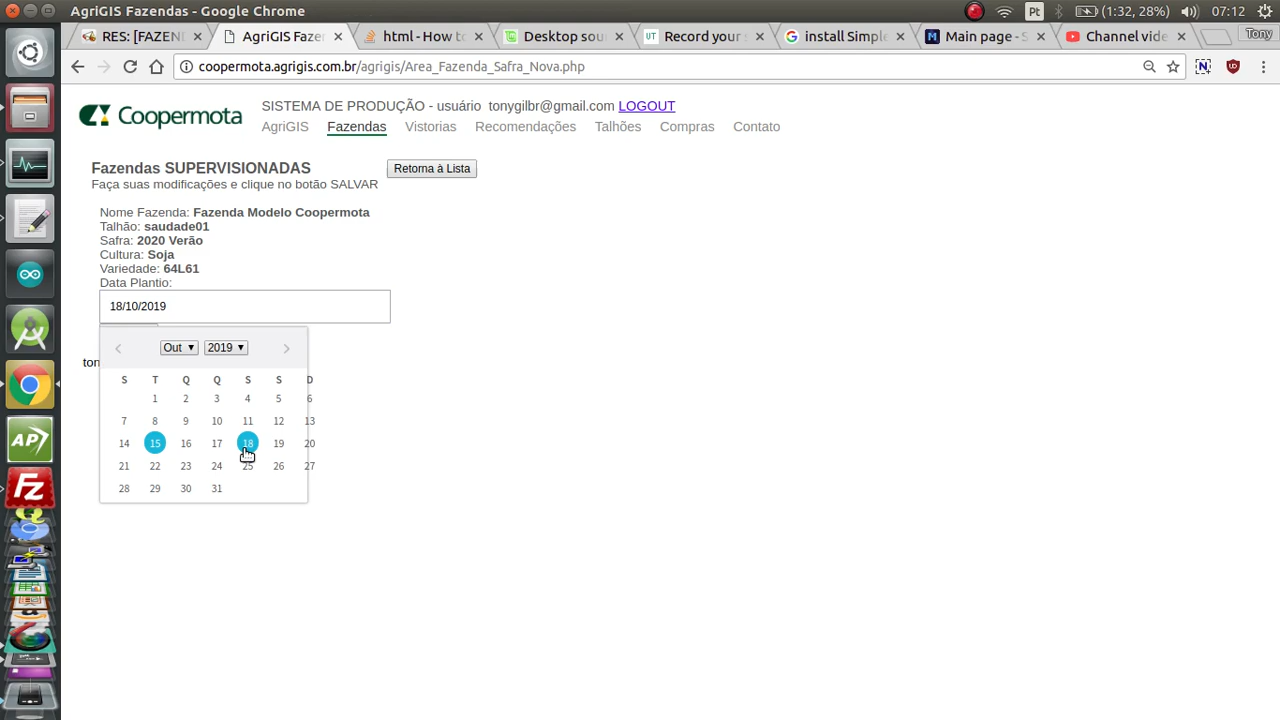 AgriGIS Fazendas - Google Chrome
Pt (1:32, 28%) 07:12
RES: [FAZEN
AgriGIS Fazen
html - How to
Desktop sou
Record your s
install Simple
Main page - S
Channel vide
Tony
coopermota.agrigis.com.br/agrigis/Area_Fazenda_Safra_Nova.php
Coopermota
SISTEMA DE PRODUÇÃO - usuário tonygilbr@gmail.com LOGOUT
AgriGIS Fazendas Vistorias Recomendações Talhões Compras Contato
Fazendas SUPERVISIONADAS
Retorna à Lista
Faça suas modificações e clique no botão SALVAR
Nome Fazenda: Fazenda Modelo Coopermota
Talhão: saudade01
Safra: 2020 Verão
Cultura: Soja
Variedade: 64L61
Data Plantio:
18/10/2019
Out 2019
ton
S T Q Q S S D
1 2 3 4 5 6
7 8 9 10 11 12 13
14 15 16 17 18 19 20
21 22 23 24 25 26 27
28 29 30 31